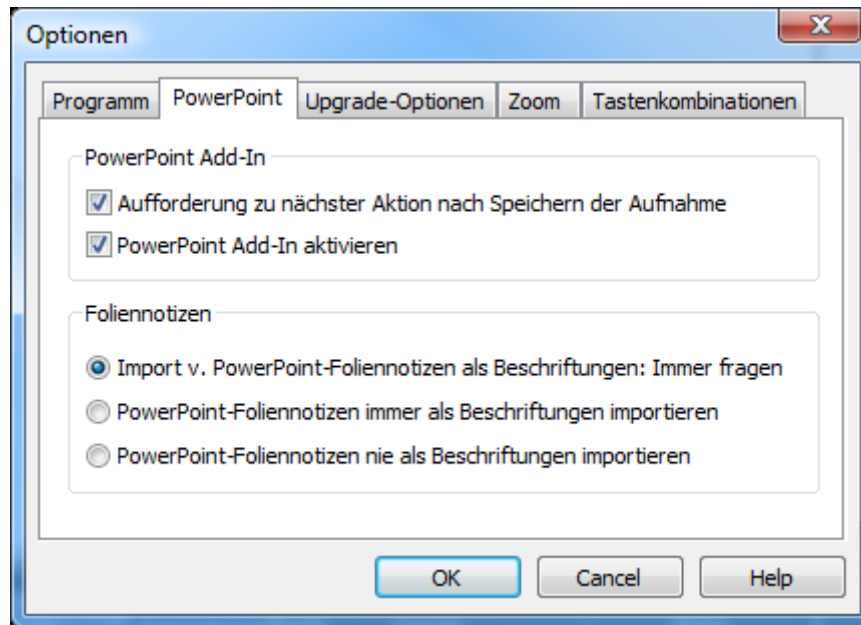 Optionen
Programm PowerPoint Upgrade-Optionen Zoom Tastenkombinationen
PowerPoint Add-In
Aufforderung zu nächster Aktion nach Speichern der Aufnahme
PowerPoint Add-In aktivieren
Foliennotizen
Import v. PowerPoint-Foliennotizen als Beschriftungen: Immer fragen
PowerPoint-Foliennotizen immer als Beschriftungen importieren
PowerPoint-Foliennotizen nie als Beschriftungen importieren
OK Cancel Help